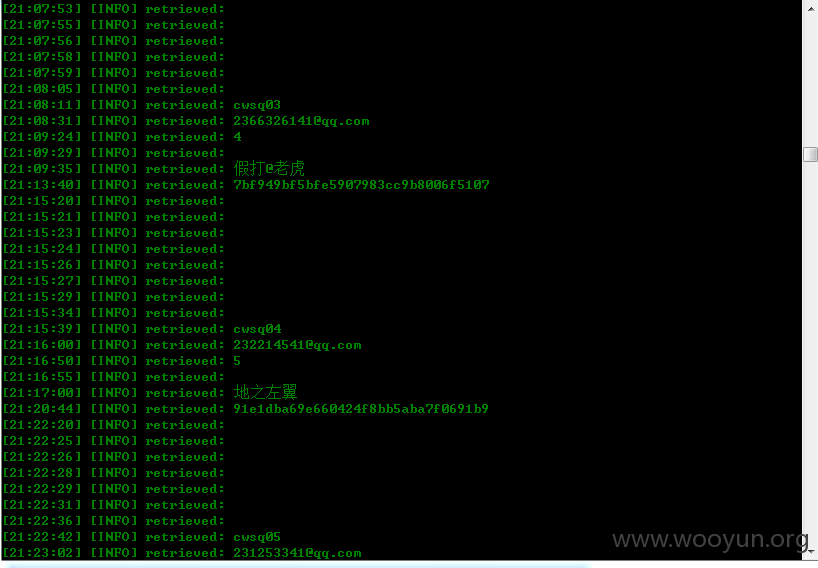 [21:07:53] [INFO] retrieved:
[21:07:55] [INFO] retrieved:
[21:07:56] [INFO] retrieved:
[21:07:58] [INFO] retrieved:
[21:07:59] [INFO] retrieved:
[21:08:05] [INFO] retrieved:
[21:08:11] [INFO] retrieved: cwsq03
[21:08:31] [INFO] retrieved: 2366326141@qq.com
[21:09:24] [INFO] retrieved: 4
[21:09:29] [INFO] retrieved:
[21:09:35] [INFO] retrieved: 假打@老虎
[21:13:40] [INFO] retrieved: 7bf949bf5bfe5907983cc9b8006f5107
[21:15:20] [INFO] retrieved:
[21:15:21] [INFO] retrieved:
[21:15:23] [INFO] retrieved:
[21:15:24] [INFO] retrieved:
[21:15:26] [INFO] retrieved:
[21:15:27] [INFO] retrieved:
[21:15:29] [INFO] retrieved:
[21:15:34] [INFO] retrieved:
[21:15:39] [INFO] retrieved: cwsq04
[21:16:00] [INFO] retrieved: 232214541@qq.com
[21:16:50] [INFO] retrieved: 5
[21:16:55] [INFO] retrieved:
[21:17:00] [INFO] retrieved: 地之左翼
[21:20:44] [INFO] retrieved: 91e1dba69e660424f8bb5aba7f0691b9
[21:22:20] [INFO] retrieved:
[21:22:25] [INFO] retrieved:
[21:22:26] [INFO] retrieved:
[21:22:28] [INFO] retrieved:
[21:22:29] [INFO] retrieved:
[21:22:31] [INFO] retrieved:
[21:22:36] [INFO] retrieved:
[21:22:42] [INFO] retrieved: cwsq05
[21:23:02] [INFO] retrieved: 231253341@qq.com
www.wooyun.org